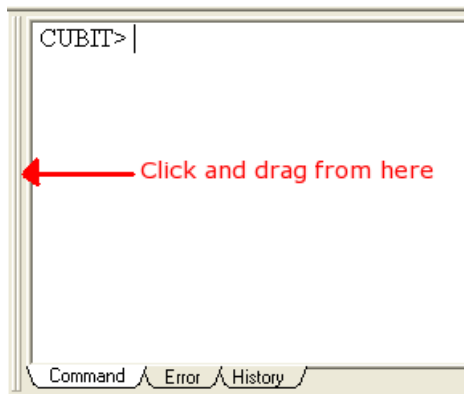 CUBIT>
Click and drag from here
Command Error History